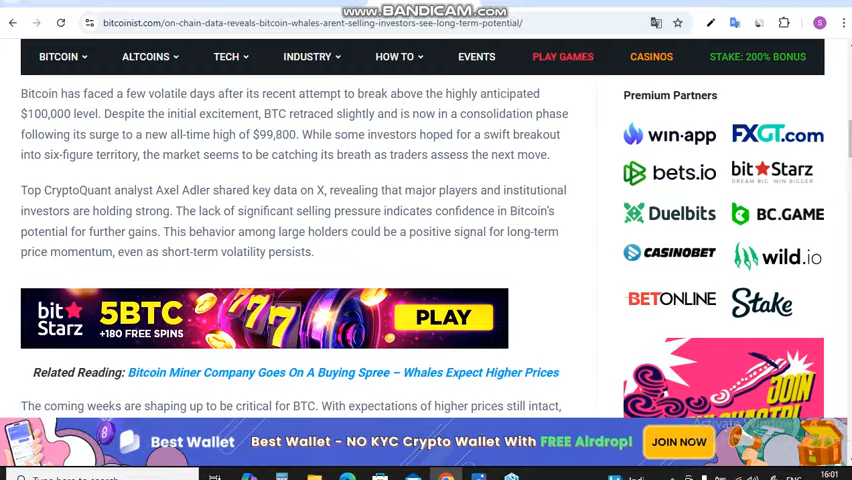 www.BANDICAM.com
bitcoinist.com/on-chain-data-reveals-bitcoin-whales-arent-selling-investors-see-long-term-potential/
S
BITCOIN
ALTCOINS
TECH
INDUSTRY
HOW TO
EVENTS
PLAY GAMES
CASINOS
STAKE: 200% BONUS
Bitcoin has faced a few volatile days after its recent attempt to break above the highly anticipated
$100,000 level. Despite the initial excitement, BTC retraced slightly and is now in a consolidation phase
following its surge to a new all-time high of $99,800. While some investors hoped for a swift breakout
into six-figure territory, the market seems to be catching its breath as traders assess the next move.
Top CryptoQuant analyst Axel Adler shared key data on X, revealing that major players and institutional
investors are holding strong. The lack of significant selling pressure indicates confidence in Bitcoin's
potential for further gains. This behavior among large holders could be a positive signal for long-term
price momentum, even as short-term volatility persists.
bit
Starz
5BTC
+180 FREE SPINS
777
PLAY
Related Reading: Bitcoin Miner Company Goes On A Buying Spree – Whales Expect Higher Prices
The coming weeks are shaping up to be critical for BTC. With expectations of higher prices still intact,
Premium Partners
win·app
FXGT.com
bets.io
bitStarz
DREAM BIG WIN BIGGER
Duelbits
BC.GAME
CASINOBET
wild.io
BETONLINE
Stake
JOIN
Best Wallet
Best Wallet - NO KYC Crypto Wallet With FREE Airdrop!
JOIN NOW
ENG
16:01